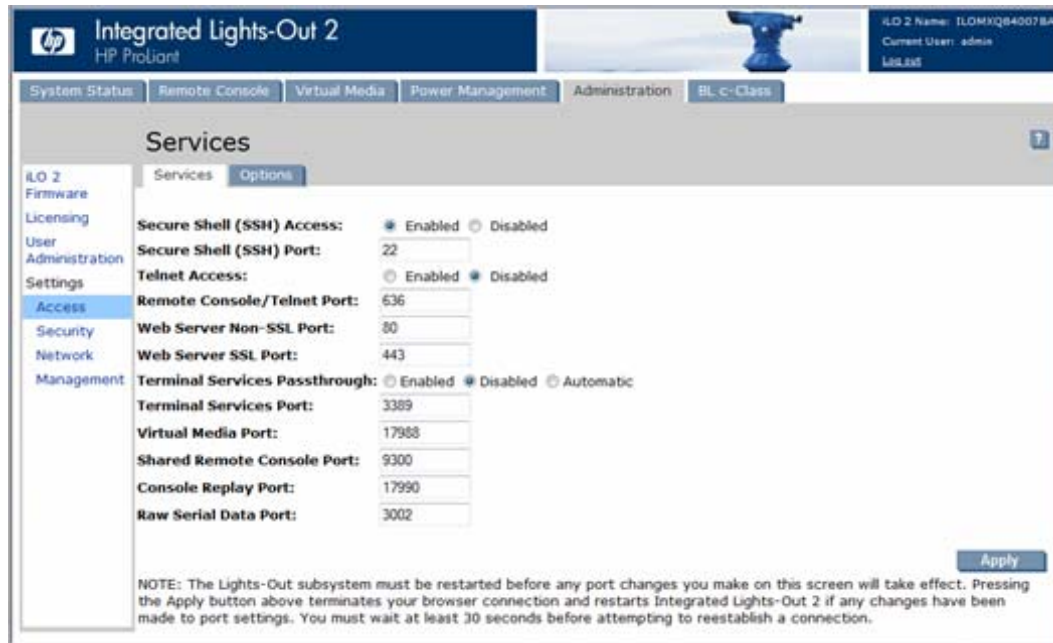 hp
Integrated Lights-Out 2
HP ProLiant
iLO 2 Name: ILOMXQ84007BA
Current User: admin
Log out
System Status
Remote Console
Virtual Media
Power Management
Administration
BL c-Class
Services
?
Services
Options
iLO 2
Firmware
Licensing
User
Administration
Settings
Access
Security
Network
Management
Secure Shell (SSH) Access: Enabled Disabled
Secure Shell (SSH) Port: 22
Telnet Access: Enabled Disabled
Remote Console/Telnet Port: 636
Web Server Non-SSL Port: 80
Web Server SSL Port: 443
Terminal Services Passthrough: Enabled Disabled Automatic
Terminal Services Port: 3389
Virtual Media Port: 17988
Shared Remote Console Port: 9300
Console Replay Port: 17990
Raw Serial Data Port: 3002
Apply
NOTE: The Lights-Out subsystem must be restarted before any port changes you make on this screen will take effect. Pressing
the Apply button above terminates your browser connection and restarts Integrated Lights-Out 2 if any changes have been
made to port settings. You must wait at least 30 seconds before attempting to reestablish a connection.